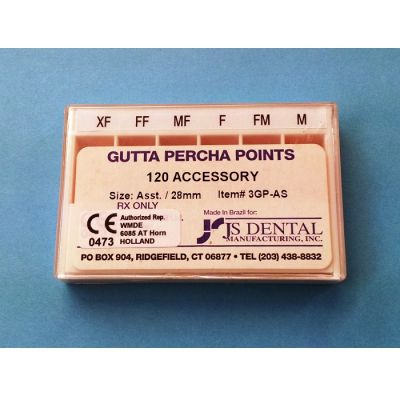 XF FF MF F FM M
GUTTA PERCHA POINTS
120 ACCESSORY
Size: Asst. / 28mm Item# 3GP-AS
RX ONLY
CE
0473
Authorized Rep.
WMDE
6085 AT Horn
HOLLAND
Made in Brazil for:
JS DENTAL
MANUFACTURING, INC.
PO BOX 904, RIDGEFIELD, CT 06877 • TEL (203) 438-8832